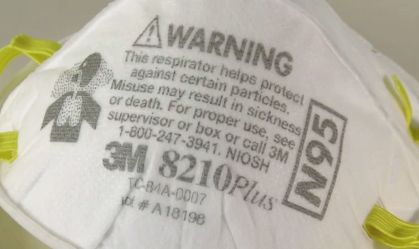 WARNING
This respirator helps protect
against certain particles.
Misuse may result in sickness
or death. For proper use, see
supervisor or box or call 3M
1-800-247-3941. NIOSH
3M 8210Plus
N95
TC-84A-0007
Lot # A18198